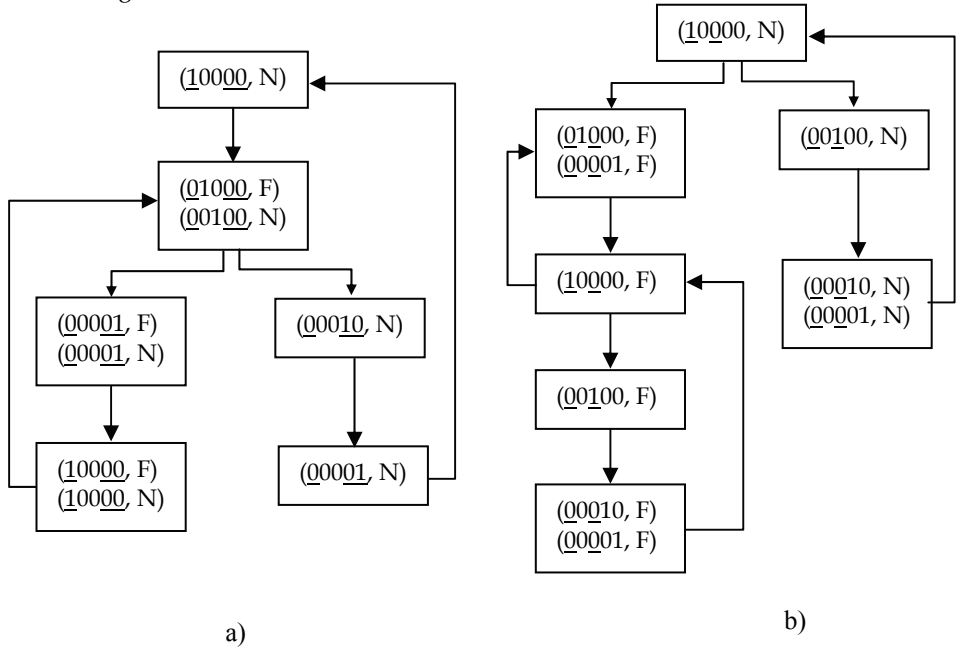 (10000, N)
(01000, F)
(00100, N)
(00001, F)
(00001, N)
(00010, N)
(10000, F)
(10000, N)
(00001, N)
a)
(10000, N)
(01000, F)
(00001, F)
(00100, N)
(10000, F)
(00010, N)
(00001, N)
(00100, F)
(00010, F)
(00001, F)
b)